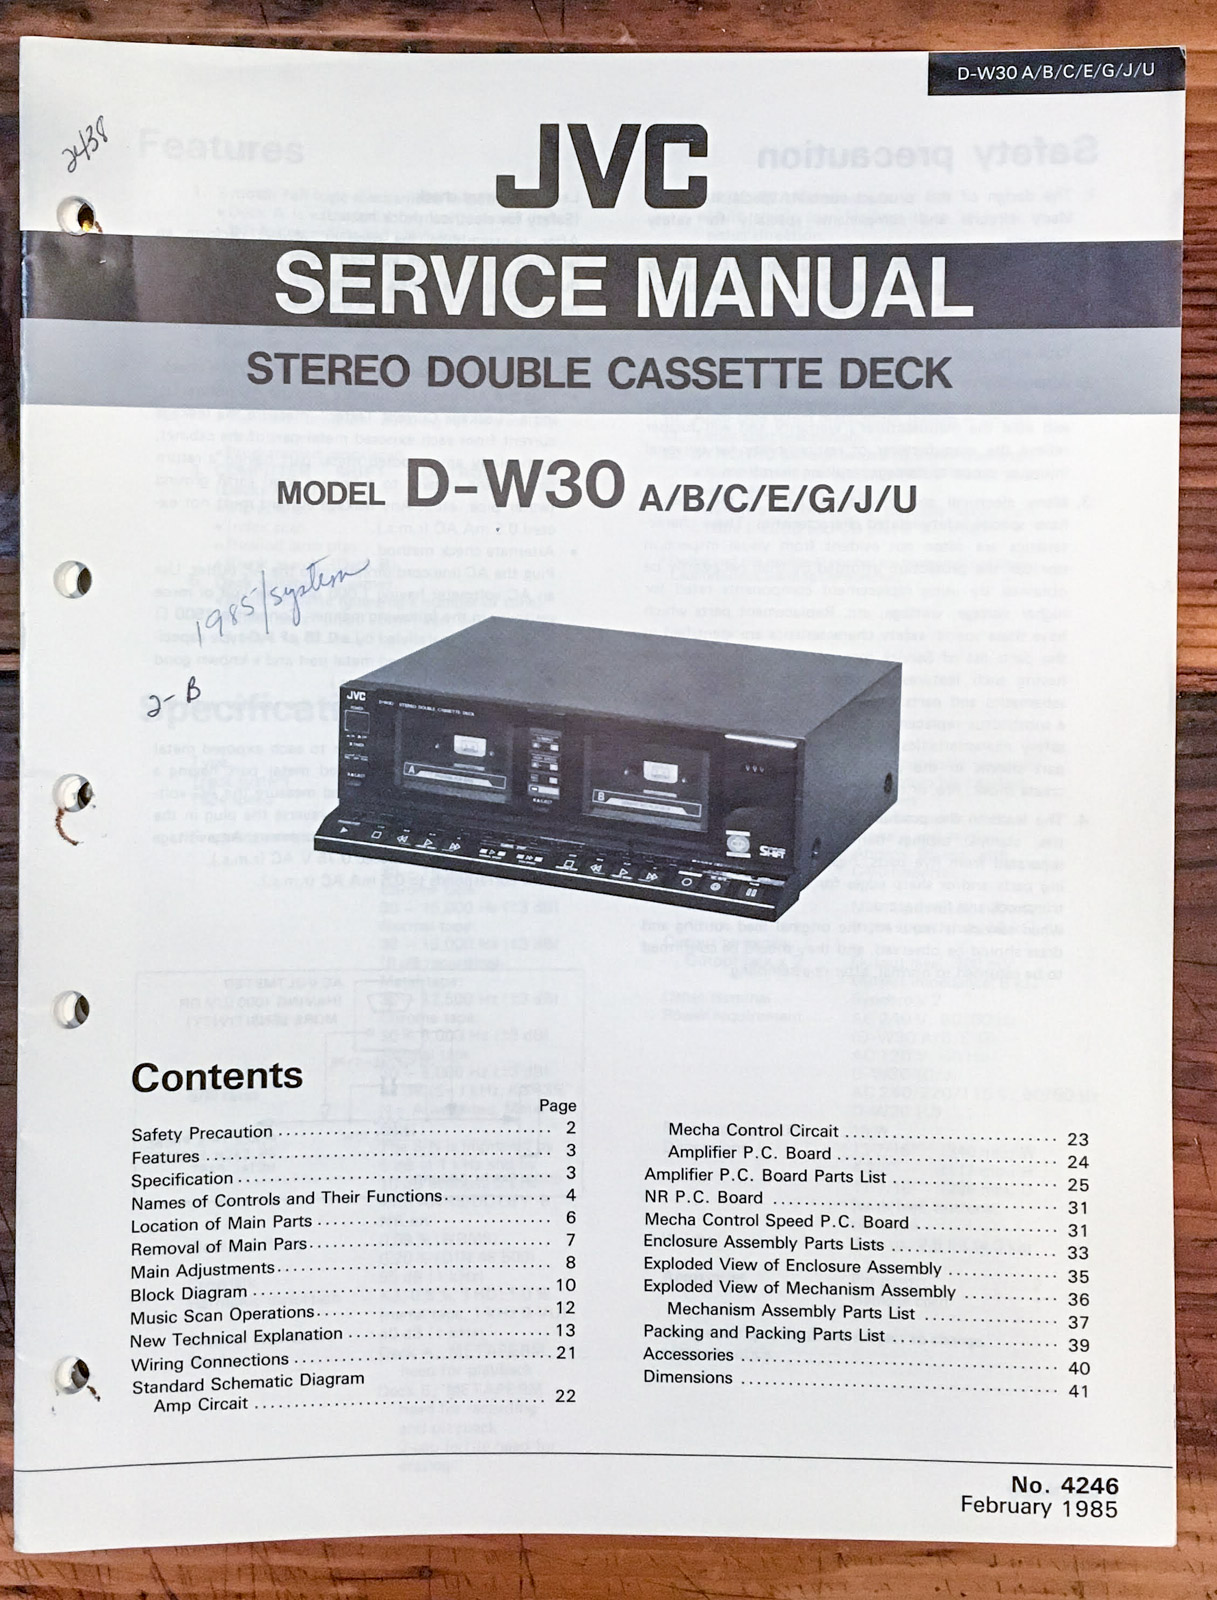 D-W30 A/B/C/E/G/J/U
2438
JVC
SERVICE MANUAL
STEREO DOUBLE CASSETTE DECK
MODEL D-W30 A/B/C/E/G/J/U
1985/system
2-B
JVC
STEREO DOUBLE CASSETTE DECK
A
B
Contents
Page
Safety Precaution 2
Features 3
Specification 3
Names of Controls and Their Functions 4
Location of Main Parts 6
Removal of Main Pars 7
Main Adjustments 8
Block Diagram 10
Music Scan Operations 12
New Technical Explanation 13
Wiring Connections 21
Standard Schematic Diagram
Amp Circait 22
Mecha Control Circait 23
Amplifier P.C. Board 24
Amplifier P.C. Board Parts List 25
NR P.C. Board 31
Mecha Control Speed P.C. Board 31
Enclosure Assembly Parts Lists 33
Exploded View of Enclosure Assembly 35
Exploded View of Mechanism Assembly 36
Mechanism Assembly Parts List 37
Packing and Packing Parts List 39
Accessories 40
Dimensions 41
No. 4246
February 1985